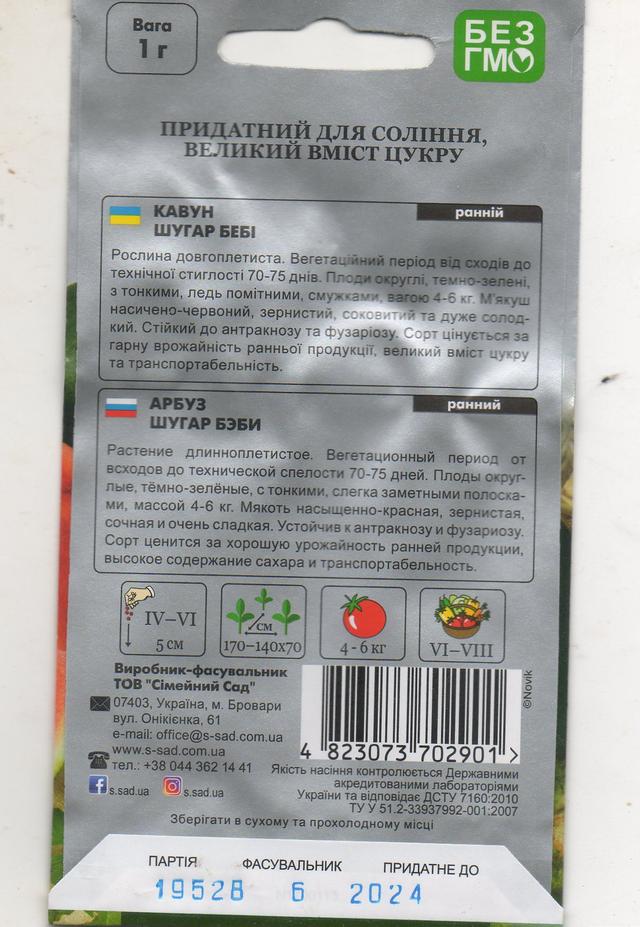 Вага
1 г
БЕЗ
ГМО
ПРИДАТНИЙ ДЛЯ СОЛІННЯ,
ВЕЛИКИЙ ВМІСТ ЦУКРУ
КАВУН
ранній
ШУГАР БЕБІ
Рослина довгоплетиста. Вегетаційний період від сходів до
технічної стиглості 70-75 днів. Плоди округлі, темно-зелені,
з тонкими, ледь помітними, смужками, вагою 4-6 кг. М'якуш
насичено-червоний, зернистий, соковитий та дуже солод-
кий. Стійкий до антракнозу та фузаріозу. Сорт цінується за
гарну врожайність ранньої продукції, великий вміст цукру
та транспортабельність.
АРБУЗ
ранний
ШУГАР БЭБИ
Растение длинноплетистое. Вегетационный период от
всходов до технической спелости 70-75 дней. Плоды округ-
лые, тёмно-зелёные, с тонкими, слегка заметными полоска-
ми, массой 4-6 кг. Мякоть насыщенно-красная, зернистая,
сочная и очень сладкая. Устойчив к антракнозу и фузариозу.
Сорт ценится за хорошую урожайность ранней продукции,
высокое содержание сахара и транспортабельность.
IV–VI
5 см
см
170–140х70
4 - 6 кг
VI–VIII
Виробник-фасувальник
ТОВ "Сімейний Сад"
07403, Україна, м. Бровари
вул. Онікієнка, 61
e-mail: office@s-sad.com.ua
www.s-sad.com.ua
тел.: +38 044 362 14 41
s.sad.ua
s.sad.ua
©Novik
4 823073 702901 >
Якість насіння контролюється Державними
акредитованими лабораторіями
України та відповідає ДСТУ 7160:2010
ТУ У 51.2-33937992-001:2007
Зберігати в сухому та прохолодному місці
ПАРТІЯ ФАСУВАЛЬНИК ПРИДАТНЕ ДО
19528 6 2024